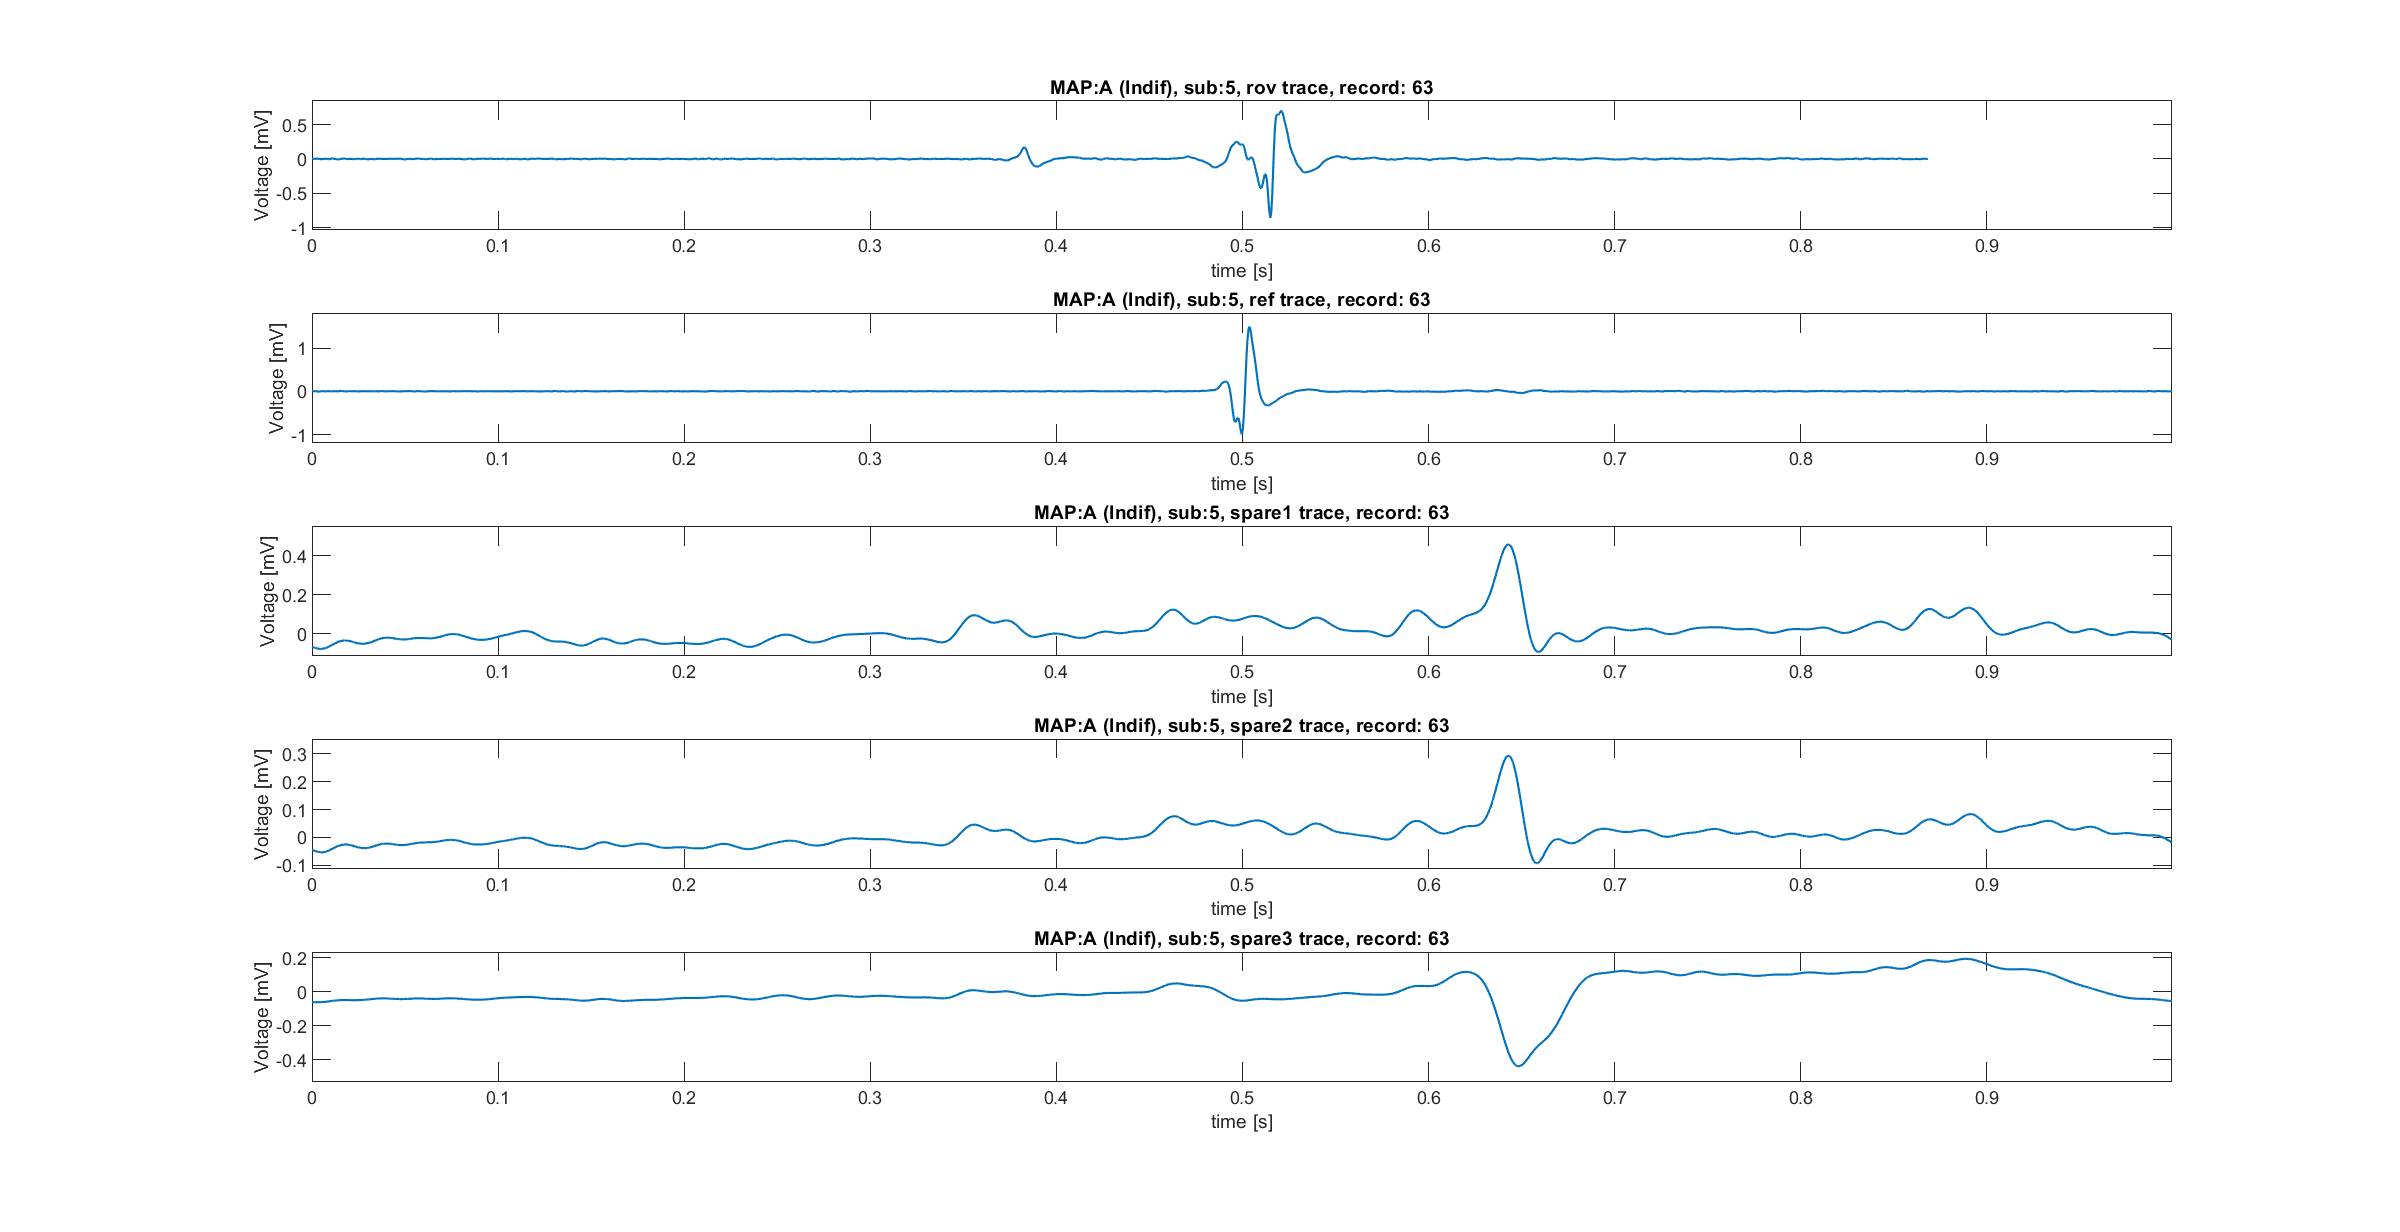 MAP:A (Indif), sub:5, rov trace, record: 63
Voltage [mV]
0.5
0
-0.5
-1
0 0.1 0.2 0.3 0.4 0.5 0.6 0.7 0.8 0.9
time [s]
MAP:A (Indif), sub:5, ref trace, record: 63
Voltage [mV]
1
0
-1
0 0.1 0.2 0.3 0.4 0.5 0.6 0.7 0.8 0.9
time [s]
MAP:A (Indif), sub:5, spare1 trace, record: 63
Voltage [mV]
0.4
0.2
0
0 0.1 0.2 0.3 0.4 0.5 0.6 0.7 0.8 0.9
time [s]
MAP:A (Indif), sub:5, spare2 trace, record: 63
Voltage [mV]
0.3
0.2
0.1
0
-0.1
0 0.1 0.2 0.3 0.4 0.5 0.6 0.7 0.8 0.9
time [s]
MAP:A (Indif), sub:5, spare3 trace, record: 63
Voltage [mV]
0.2
0
-0.2
-0.4
0 0.1 0.2 0.3 0.4 0.5 0.6 0.7 0.8 0.9
time [s]